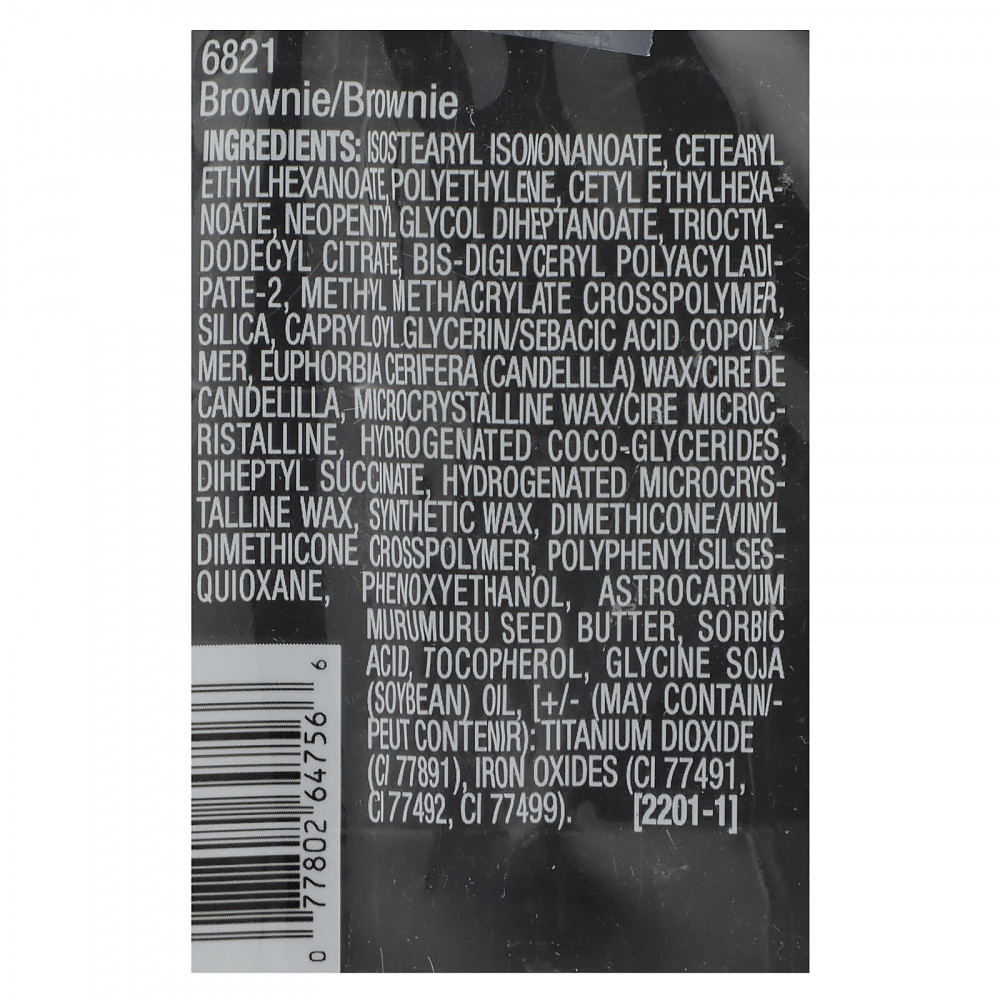 6821
Brownie/Brownie
INGREDIENTS: ISOSTEARYL ISONONANOATE, CETEARYL
ETHYLHEXANOATE, POLYETHYLENE, CETYL ETHYLHEXA-
NOATE, NEOPENTYL GLYCOL DIHEPTANOATE, TRIOCTYL-
DODECYL CITRATE, BIS-DIGLYCERYL POLYACYLADI-
PATE-2, METHYL METHACRYLATE CROSSPOLYMER,
SILICA, CAPRYLOYL GLYCERIN/SEBACIC ACID COPOLY-
MER, EUPHORBIA CERIFERA (CANDELILLA) WAX/CIRE DE
CANDELILLA, MICROCRYSTALLINE WAX/CIRE MICROC-
RISTALLINE, HYDROGENATED COCO-GLYCERIDES,
DIHEPTYL SUCCINATE, HYDROGENATED MICROCRYS-
TALLINE WAX, SYNTHETIC WAX, DIMETHICONE/VINYL
DIMETHICONE CROSSPOLYMER, POLYPHENYLSILSES-
QUIOXANE, PHENOXYETHANOL, ASTROCARYUM
MURUMURU SEED BUTTER, SORBIC
ACID, TOCOPHEROL, GLYCINE SOJA
(SOYBEAN) OIL, [+/- (MAY CONTAIN/-
PEUT CONTENIR): TITANIUM DIOXIDE
(CI 77891), IRON OXIDES (CI 77491,
CI 77492, CI 77499). [2201-1]
0 77802 64756 6